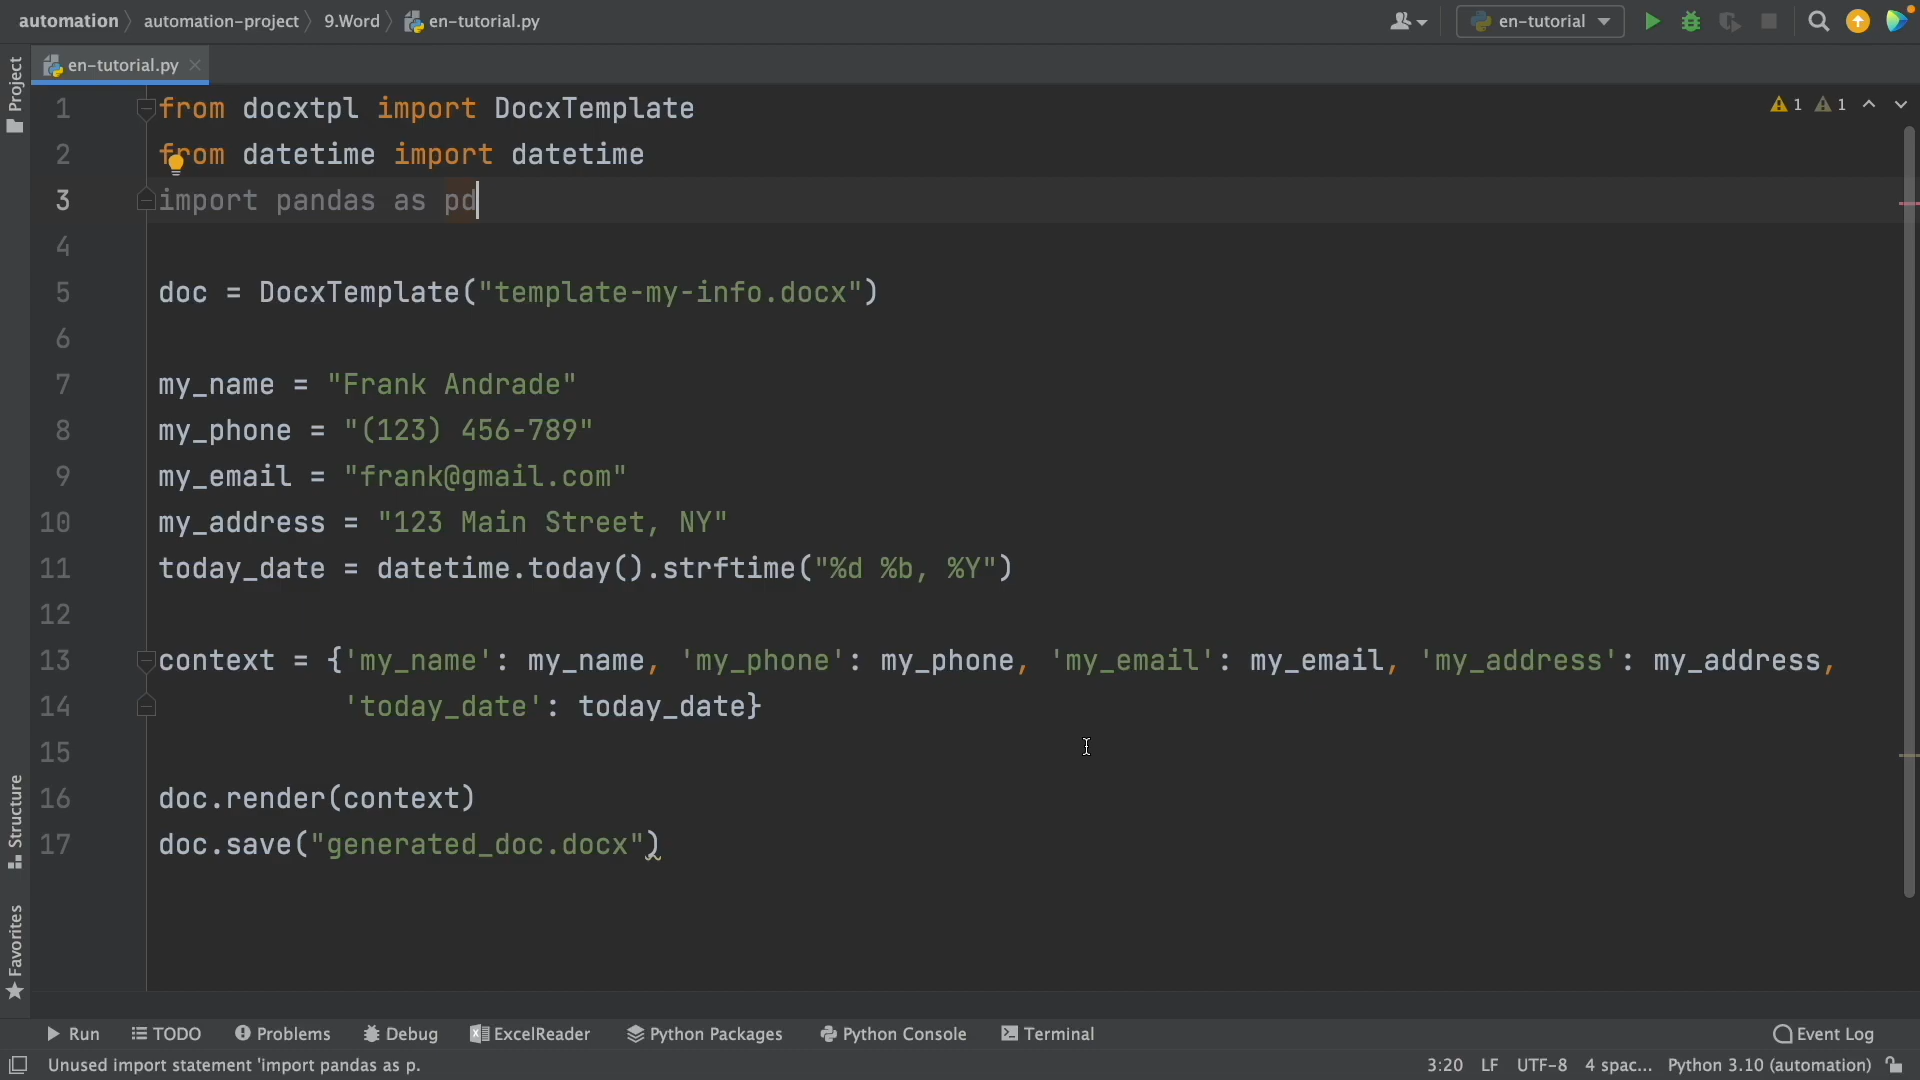 automation automation-project 9.Word en-tutorial.py en-tutorial
en-tutorial.py
Project
1 from docxtpl import DocxTemplate 1 1
2 from datetime import datetime
3 import pandas as pd
4
5 doc = DocxTemplate("template-my-info.docx")
6
7 my_name = "Frank Andrade"
8 my_phone = "(123) 456-789"
9 my_email = "frank@gmail.com"
10 my_address = "123 Main Street, NY"
11 today_date = datetime.today().strftime("%d %b, %Y")
12
13 context = {'my_name': my_name, 'my_phone': my_phone, 'my_email': my_email, 'my_address': my_address,
14 'today_date': today_date}
15
16 doc.render(context)
17 doc.save("generated_doc.docx")
Structure
Favorites
Run TODO Problems Debug ExcelReader Python Packages Python Console Terminal Event Log
Unused import statement 'import pandas as p. 3:20 LF UTF-8 4 spac... Python 3.10 (automation)